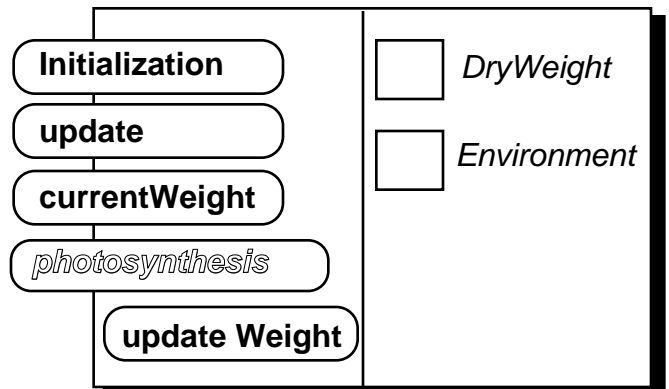 Initialization
update
currentWeight
photosynthesis
update Weight
DryWeight
Environment